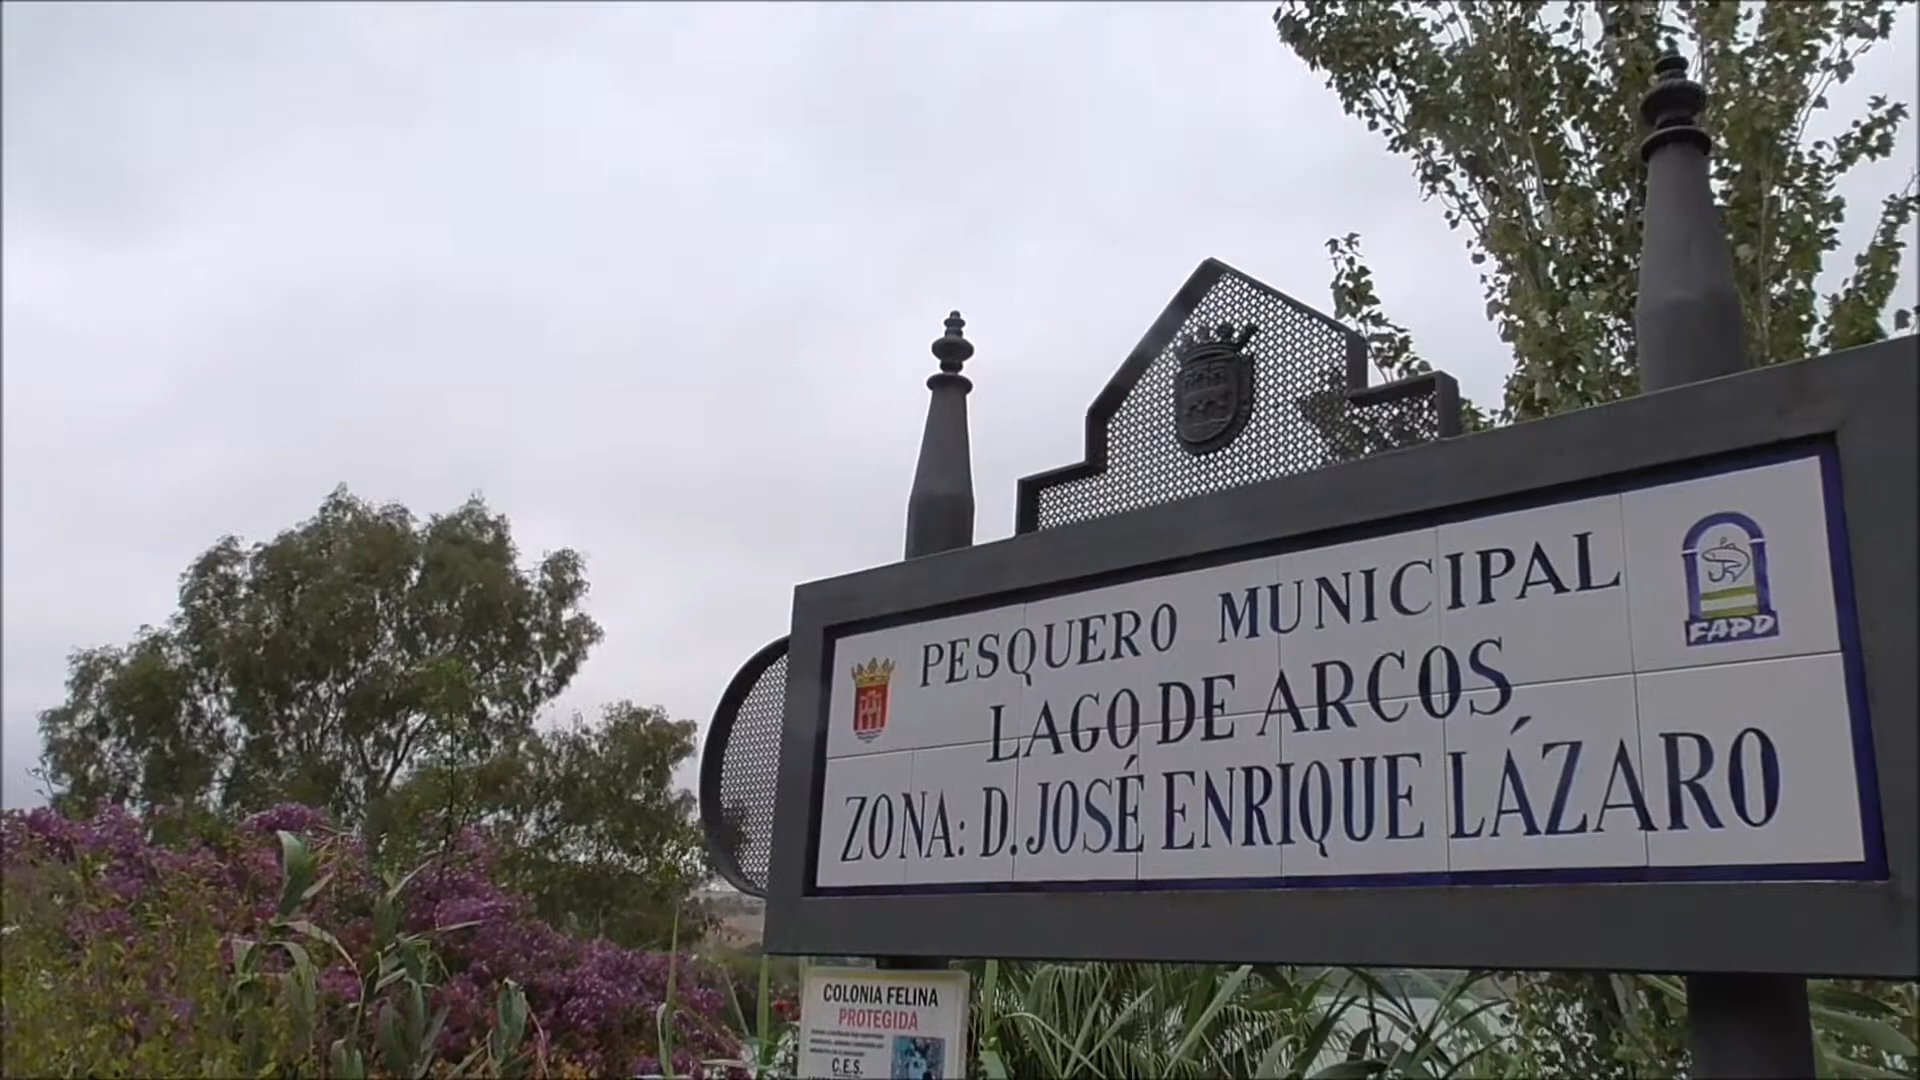 PESQUERO MUNICIPAL
LAGO DE ARCOS
ZONA: D. JOSÉ ENRIQUE LÁZARO
FAPD
COLONIA FELINA
PROTEGIDA
C.E.S.